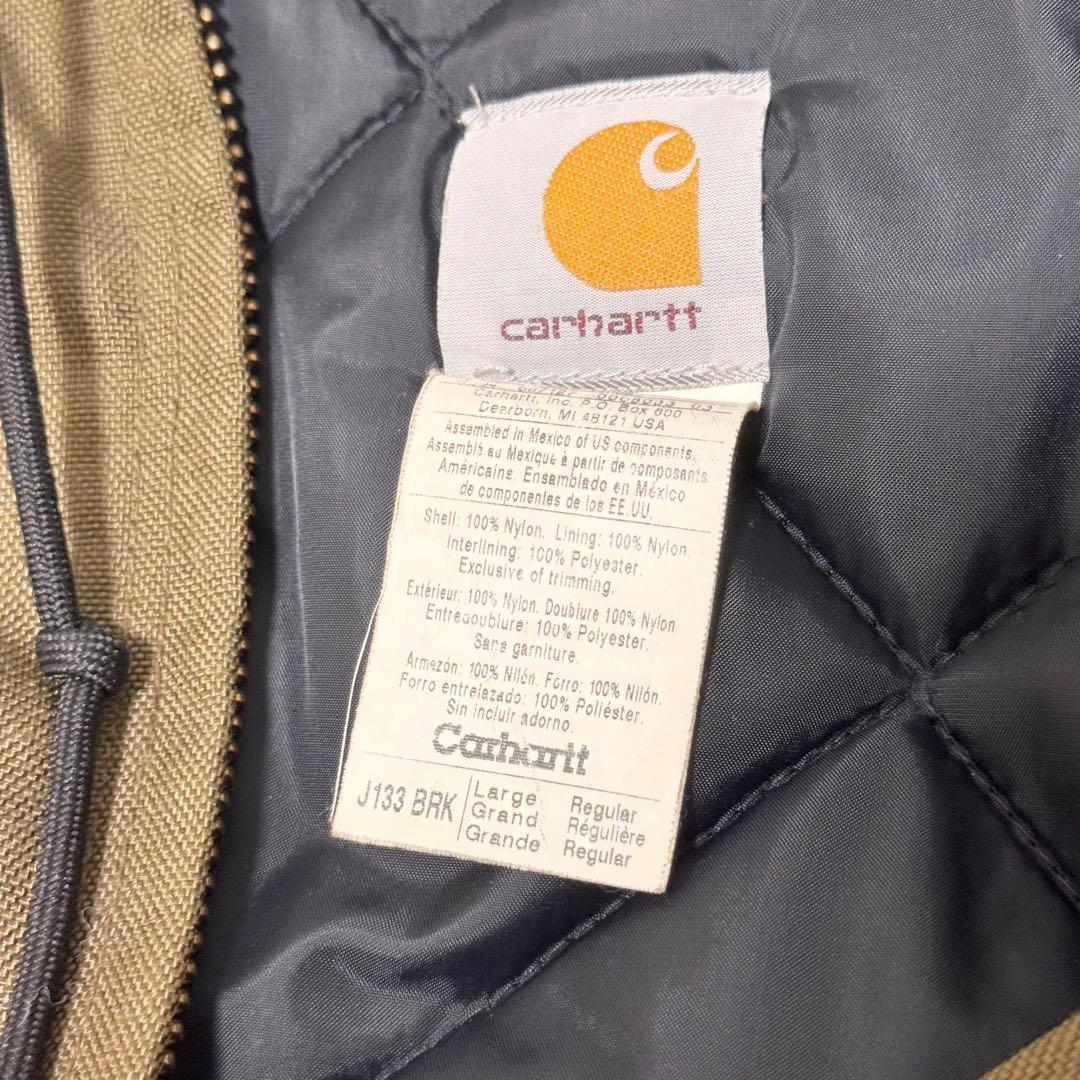 carhartt
Carhartt, Inc. P.O. Box 600
Dearborn, MI 48121 USA
Assembled in Mexico of US components.
Assemblé au Mexique à partir de composants
Américains. Ensamblado en México
de componentes de los EE.UU.
Shell: 100% Nylon. Lining: 100% Nylon.
Interlining: 100% Polyester.
Exclusive of trimming.
Extérieur: 100% Nylon. Doublure 100% Nylon
Entredoublure: 100% Polyester.
Sans garniture.
Armazón: 100% Nilón. Forro: 100% Nilón.
Forro entrelazado: 100% Poliéster.
Sin incluir adorno.
Carhartt
J133 BRK
Large Regular
Grand Régulière
Grande Regular